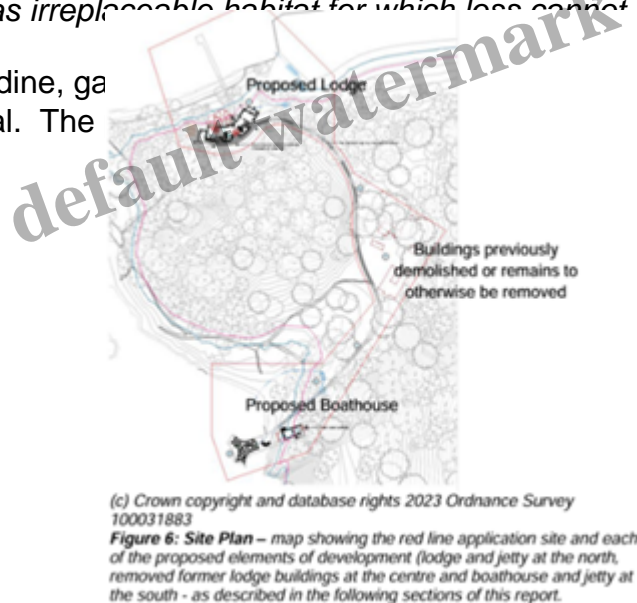 as irreplaceable habitat for which loss cannot
dine, ga
al. The
default watermark
Proposed Lodge
Buildings previously
demolished or remains to
otherwise be removed
Proposed Boathouse
(c) Crown copyright and database rights 2023 Ordnance Survey
100031883
Figure 6: Site Plan – map showing the red line application site and each
of the proposed elements of development (lodge and jetty at the north,
removed former lodge buildings at the centre and boathouse and jetty at
the south - as described in the following sections of this report.